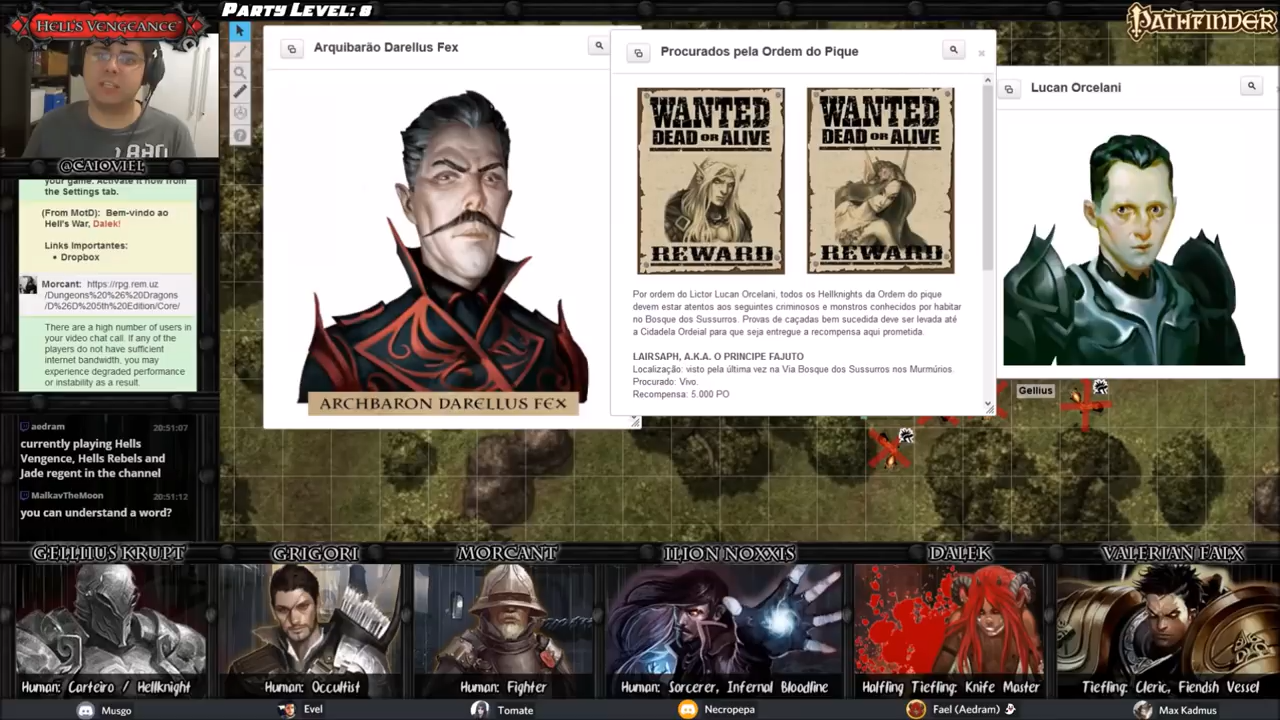 PARTY LEVEL: 8
HELL'S VENGEANCE
PATHFINDER
@CAIOVIEL
your game. Activate it now from
the Settings tab.
(From MotD): Bem-vindo ao
Hell's War, Dalek!
Links Importantes:
• Dropbox
Morcant: https://rpg.rem.uz
/Dungeons%20%26%20Dragons
/D%26D%205th%20Edition/Core/
There are a high number of users in
your video chat call. If any of the
players do not have sufficient
internet bandwidth, you may
experience degraded performance
or instability as a result.
aedram 20:51:07
currently playing Hells
Vengence, Hells Rebels and
Jade regent in the channel
MalkavTheMoon 20:51:12
you can understand a word?
Arquibarão Darellus Fex
ARCHBARON DARELLUS FEX
Procurados pela Ordem do Pique
WANTED
DEAD OR ALIVE
REWARD
WANTED
DEAD OR ALIVE
REWARD
Por ordem do Lictor Lucan Orcelani, todos os Hellknights da Ordem do pique
devem estar atentos aos seguintes criminosos e monstros conhecidos por habitar
no Bosque dos Sussurros. Provas de caçadas bem sucedida deve ser levada até
a Cidadela Ordeial para que seja entregue a recompensa aqui prometida.
LAIRSAPH, A.K.A. O PRINCIPE FAJUTO
Localização: visto pela última vez na Via Bosque dos Sussurros nos Murmúrios.
Procurado: Vivo.
Recompensa: 5.000 PO
Lucan Orcelani
Gellius
GELLIUS KRUPT
Human: Carteiro / Hellknight
Musgo
GRIGORI
Human: Occultist
Evel
MORCANT
Human: Fighter
Tomate
ILION NOXXIS
Human: Sorcerer, Infernal Bloodline
Necropepa
DALEK
Halfling Tiefling: Knife Master
Fael (Aedram)
VALERIAN FALX
Tiefling: Cleric, Fiendish Vessel
Max Kadmus